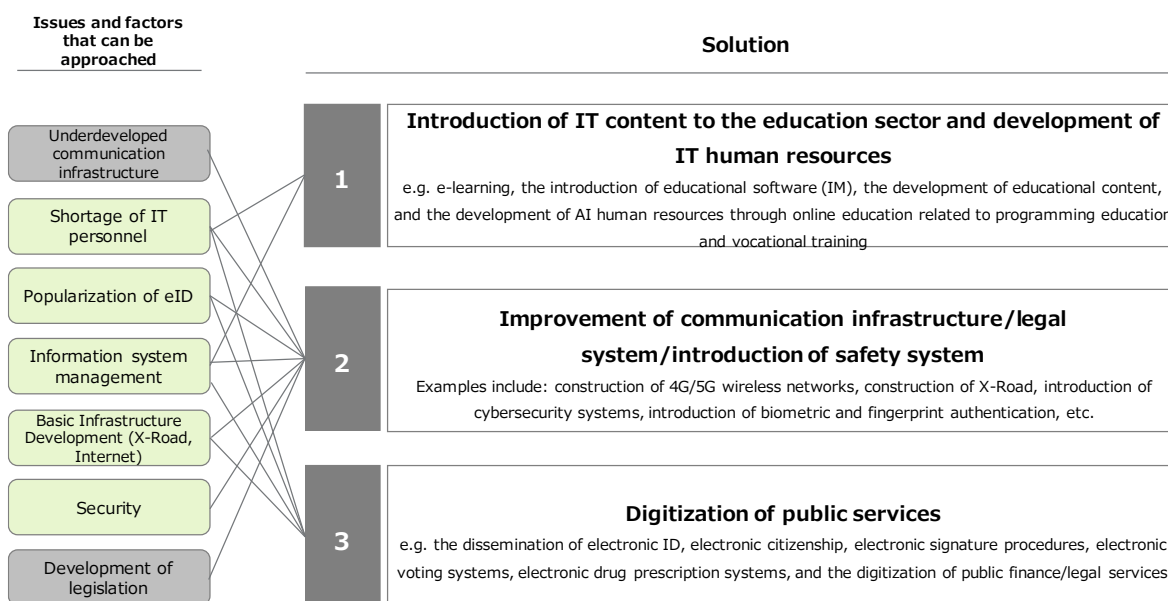 Issues and factors
that can be
approached
Solution
Underdeveloped
communication
infrastructure
Shortage of IT
personnel
Popularization of eID
Information system
management
Basic Infrastructure
Development (X-Road,
Internet)
Security
Development of
legislation
1
Introduction of IT content to the education sector and development of
IT human resources
e.g. e-learning, the introduction of educational software (IM), the development of educational content,
and the development of AI human resources through online education related to programming education
and vocational training
2
Improvement of communication infrastructure/legal
system/introduction of safety system
Examples include: construction of 4G/5G wireless networks, construction of X-Road, introduction of
cybersecurity systems, introduction of biometric and fingerprint authentication, etc.
3
Digitization of public services
e.g. the dissemination of electronic ID, electronic citizenship, electronic signature procedures, electronic
voting systems, electronic drug prescription systems, and the digitization of public finance/legal services